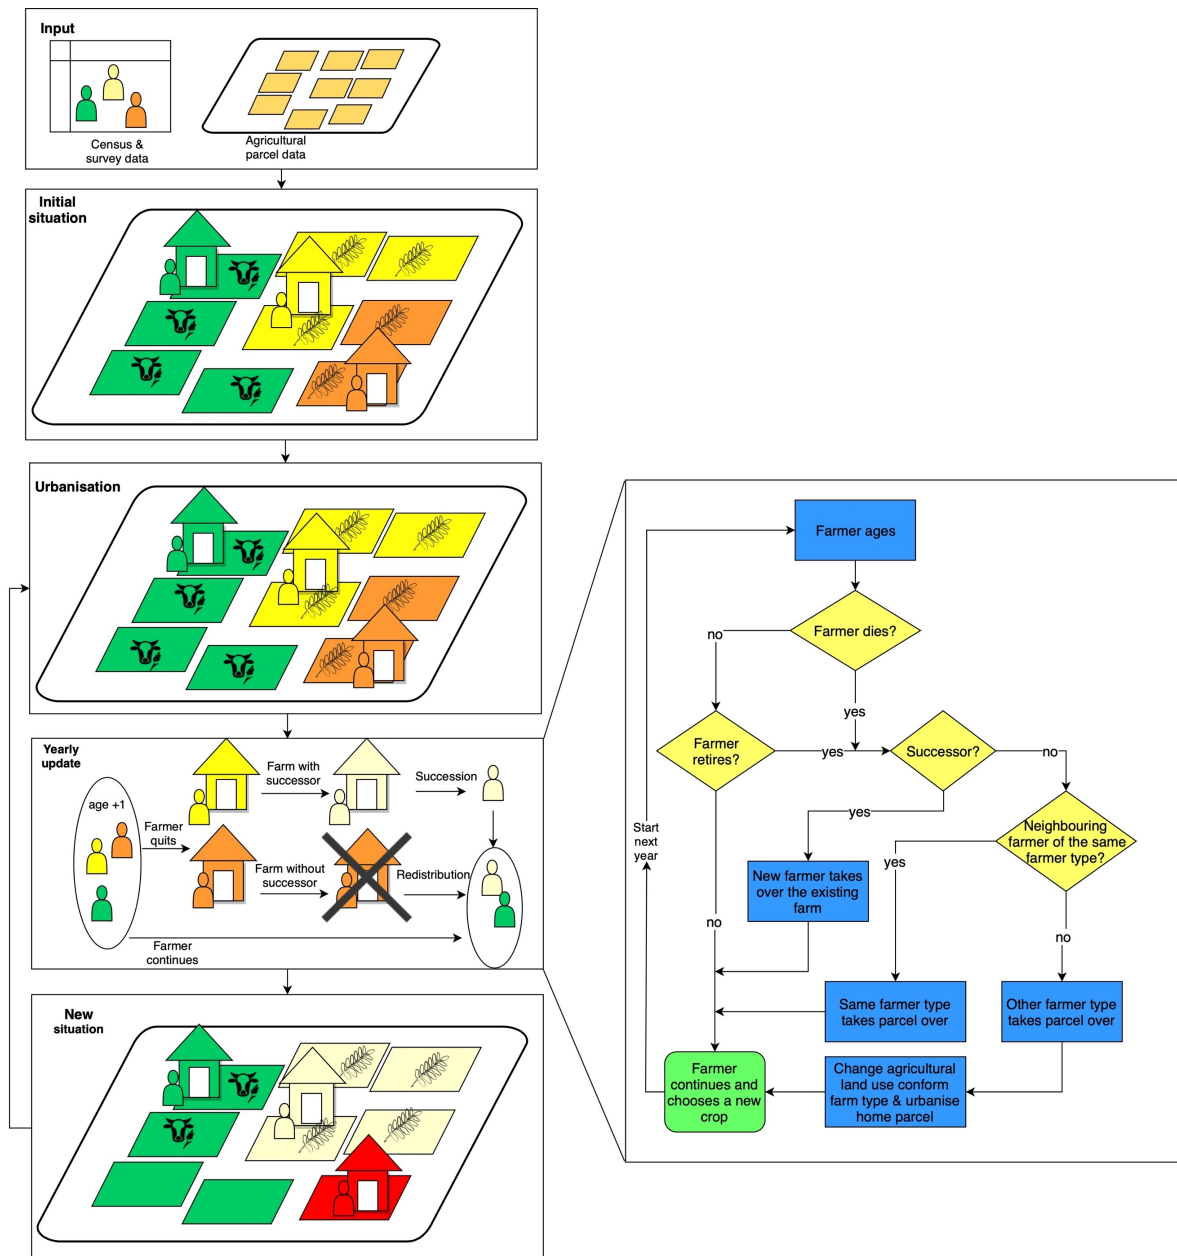 Input
Census &
survey data
Agricultural
parcel data
Initial
situation
Urbanisation
Yearly
update
age +1
Farmer
quits
Farm with
successor
Succession
Farm without
successor
Redistribution
Farmer
continues
New
situation
Farmer ages
Farmer dies?
no
yes
Farmer
retires?
yes
Successor?
no
Start
next
year
yes
Neighbouring
farmer of the same
farmer type?
yes
New farmer takes
over the existing
farm
no
no
Same farmer type
takes parcel over
Other farmer type
takes parcel over
Farmer
continues and
chooses a new
crop
Change agricultural
land use conform
farm type & urbanise
home parcel